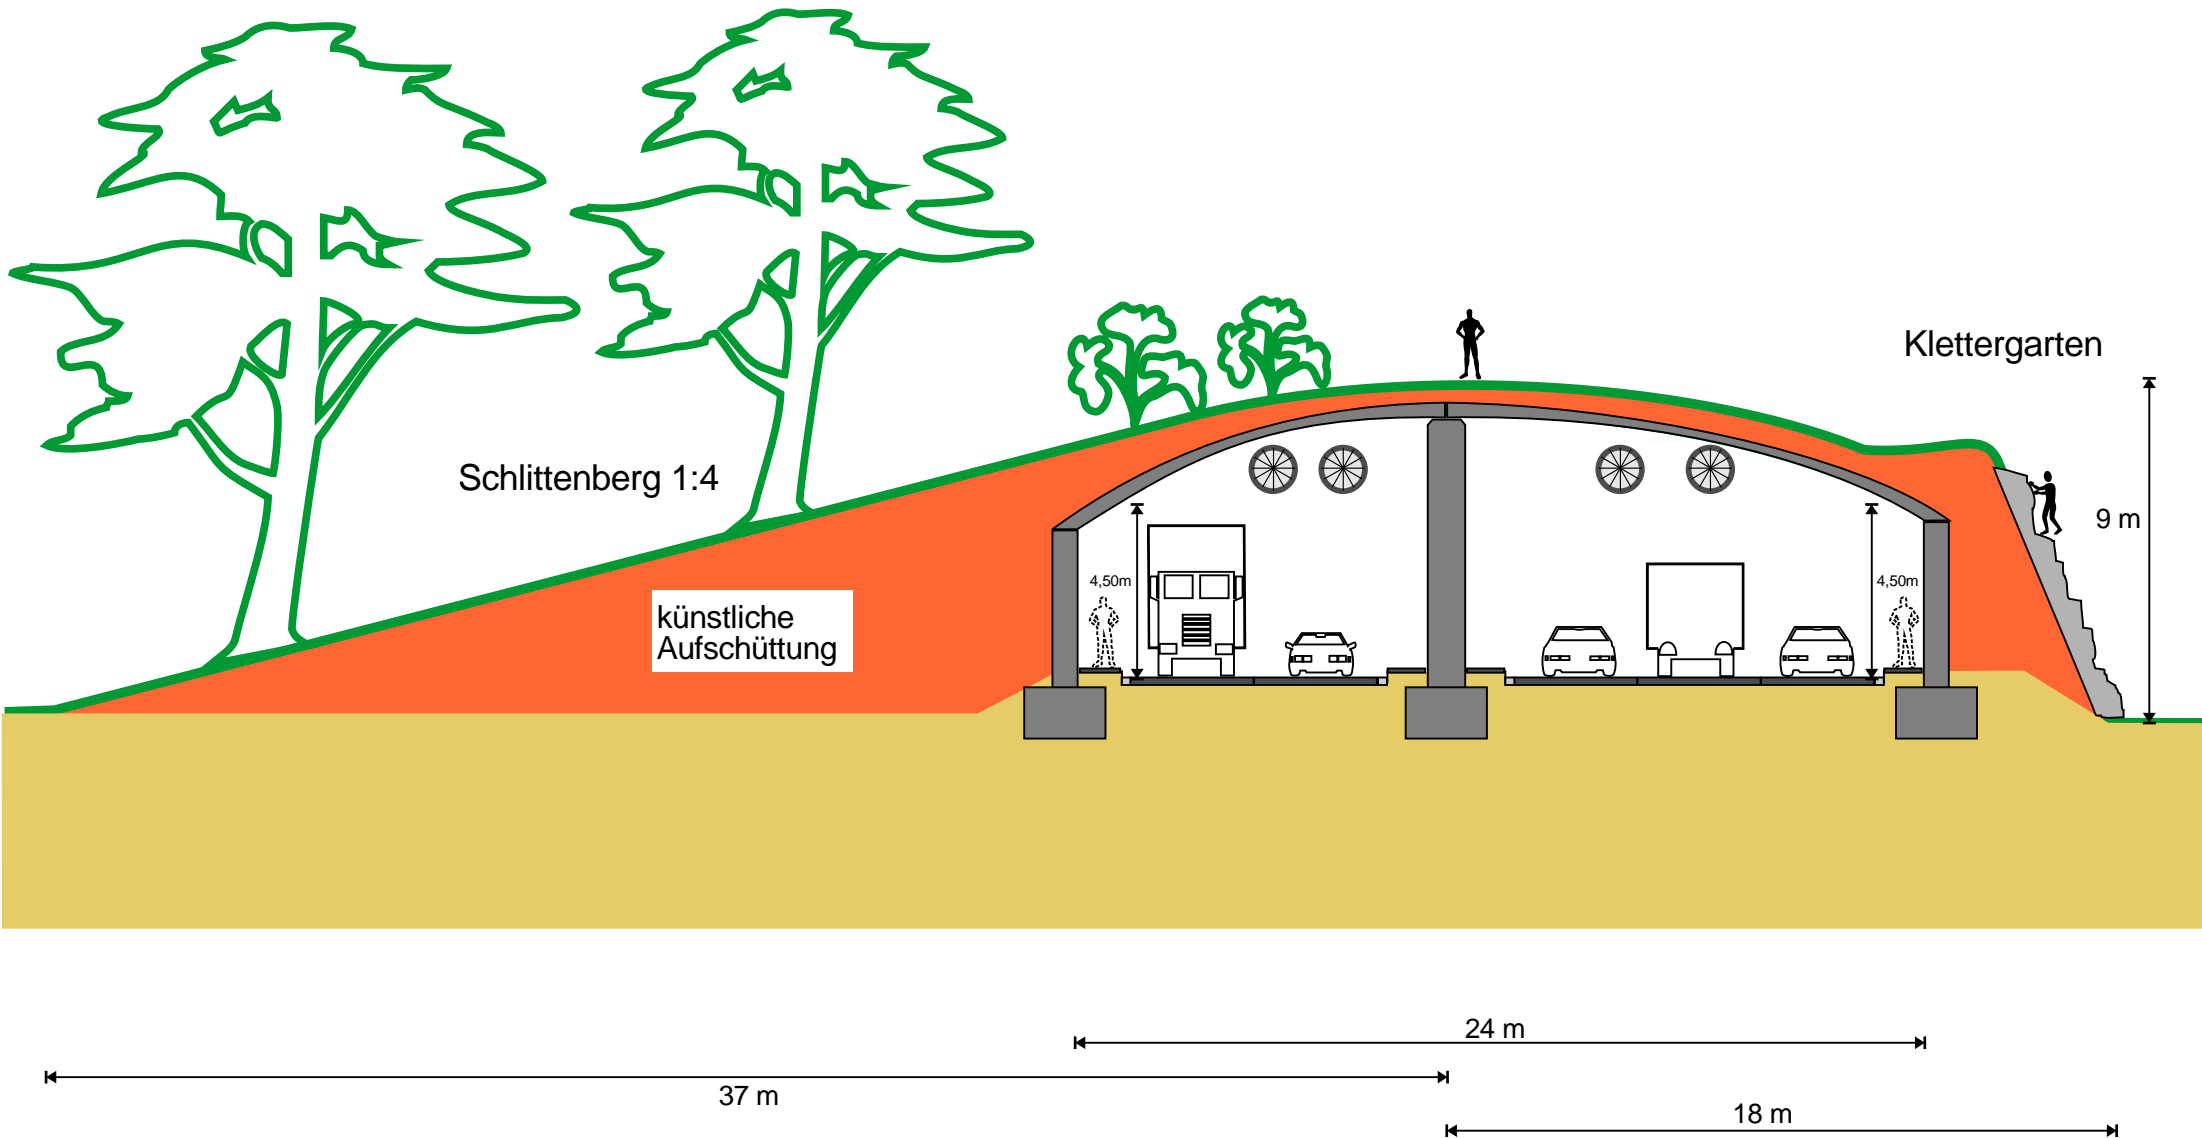 Klettergarten
Schlittenberg 1:4
9 m
4,50m
4,50m
künstliche
Aufschüttung
24 m
37 m
18 m